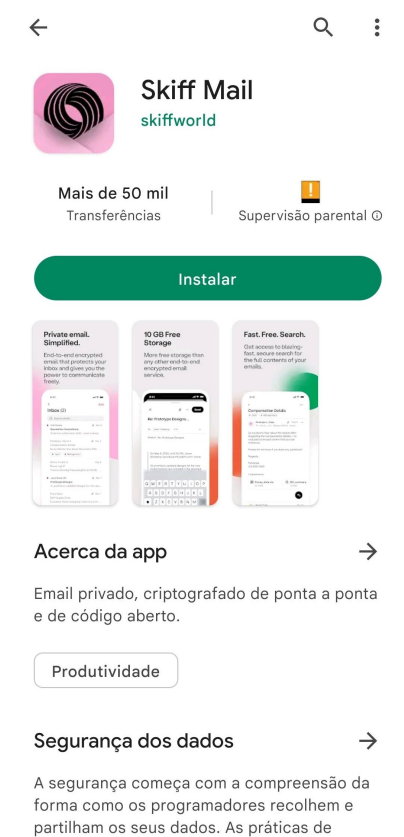 Skiff Mail
skiffworld
Mais de 50 mil
Transferências
Supervisão parental
Instalar
Private email.
Simplified.
End-to-end encrypted
email that protects your
inbox and gives you the
power to communicate
freely.
Inbox (2)
10 GB Free
Storage
More free storage than
any other end-to-end
encrypted email
service.
Fast. Free. Search.
Get access to blazing-
fast, secure search for
the full contents of your
emails.
Acerca da app
Email privado, criptografado de ponta a ponta
e de código aberto.
Produtividade
Segurança dos dados
A segurança começa com a compreensão da
forma como os programadores recolhem e
partilham os seus dados. As práticas de